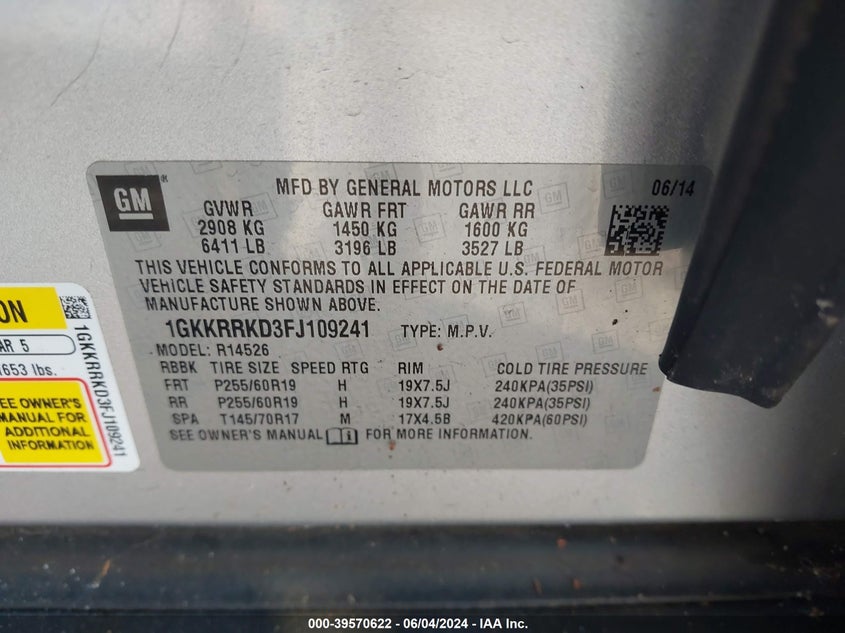 GM
MFD BY GENERAL MOTORS LLC 06/14
GVWR GAWR FRT GAWR RR
2908 KG 1450 KG 1600 KG
6411 LB 3196 LB 3527 LB
THIS VEHICLE CONFORMS TO ALL APPLICABLE U.S. FEDERAL MOTOR
VEHICLE SAFETY STANDARDS IN EFFECT ON THE DATE OF
MANUFACTURE SHOWN ABOVE.
1GKKRRKD3FJ109241 TYPE: M.P.V.
MODEL: R14526
RBBK TIRE SIZE SPEED RTG RIM COLD TIRE PRESSURE
FRT P255/60R19 H 19X7.5J 240KPA(35PSI)
RR P255/60R19 H 19X7.5J 240KPA(35PSI)
SPA T145/70R17 M 17X4.5B 420KPA(60PSI)
SEE OWNER'S MANUAL FOR MORE INFORMATION.
ON
AR 5
653 lbs.
SEE OWNER'S
MANUAL FOR
ADDITIONAL
INFORMATION
1GKKRRKD3FJ109241
000-39570622 - 06/04/2024 - IAA Inc.